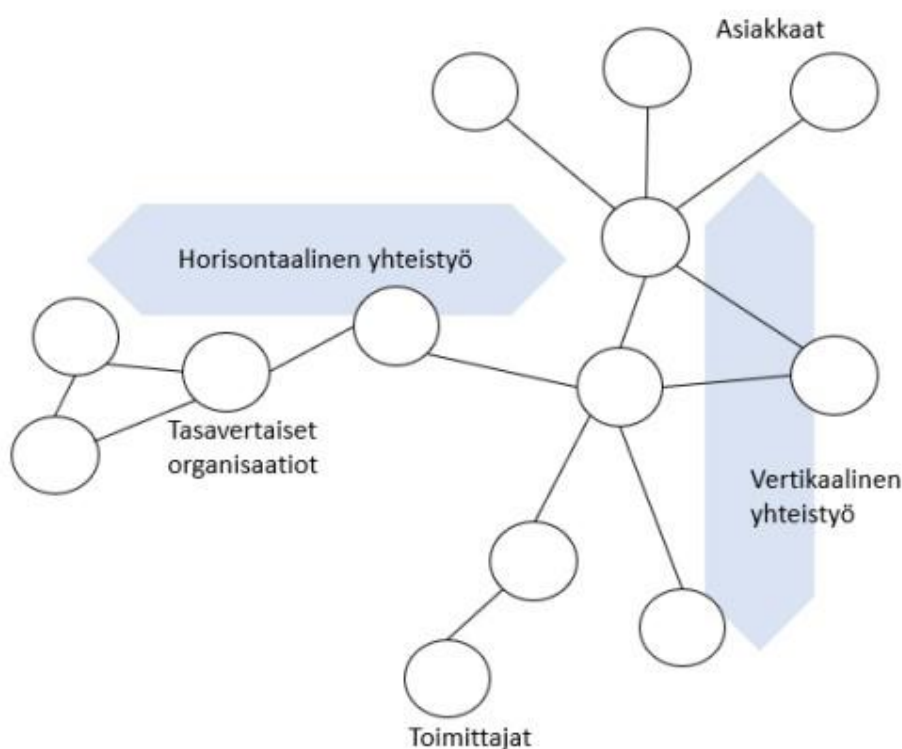 Asiakkaat
Horisontaalinen yhteistyö
Tasavertaiset
organisaatiot
Vertikaalinen
yhteistyö
Toimittajat